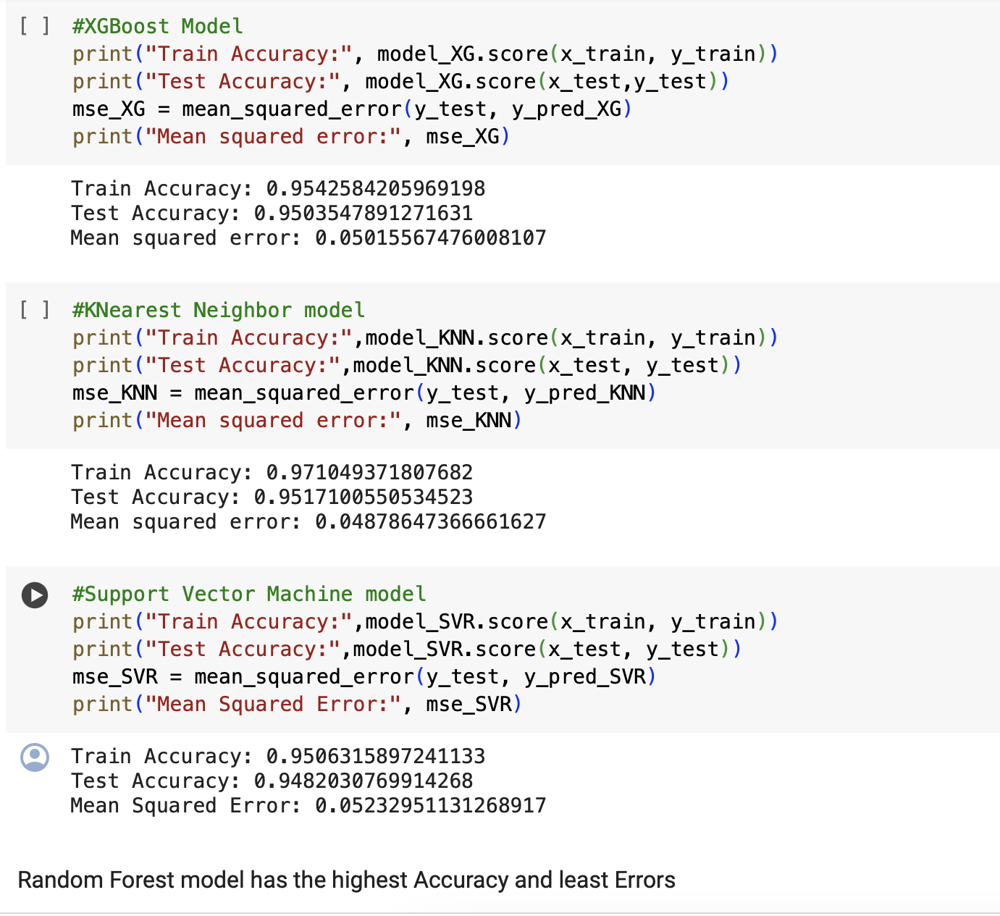 [ ] #XGBoost Model
print("Train Accuracy:", model_XG.score(x_train, y_train))
print("Test Accuracy:", model_XG.score(x_test,y_test))
mse_XG = mean_squared_error(y_test, y_pred_XG)
print("Mean squared error:", mse_XG)
Train Accuracy: 0.9542584205969198
Test Accuracy: 0.9503547891271631
Mean squared error: 0.05015567476008107
[ ] #KNearest Neighbor model
print("Train Accuracy:",model_KNN.score(x_train, y_train))
print("Test Accuracy:",model_KNN.score(x_test, y_test))
mse_KNN = mean_squared_error(y_test, y_pred_KNN)
print("Mean squared error:", mse_KNN)
Train Accuracy: 0.971049371807682
Test Accuracy: 0.9517100550534523
Mean squared error: 0.04878647366661627
#Support Vector Machine model
print("Train Accuracy:",model_SVR.score(x_train, y_train))
print("Test Accuracy:",model_SVR.score(x_test, y_test))
mse_SVR = mean_squared_error(y_test, y_pred_SVR)
print("Mean Squared Error:", mse_SVR)
Train Accuracy: 0.9506315897241133
Test Accuracy: 0.9482030769914268
Mean Squared Error: 0.05232951131268917
Random Forest model has the highest Accuracy and least Errors